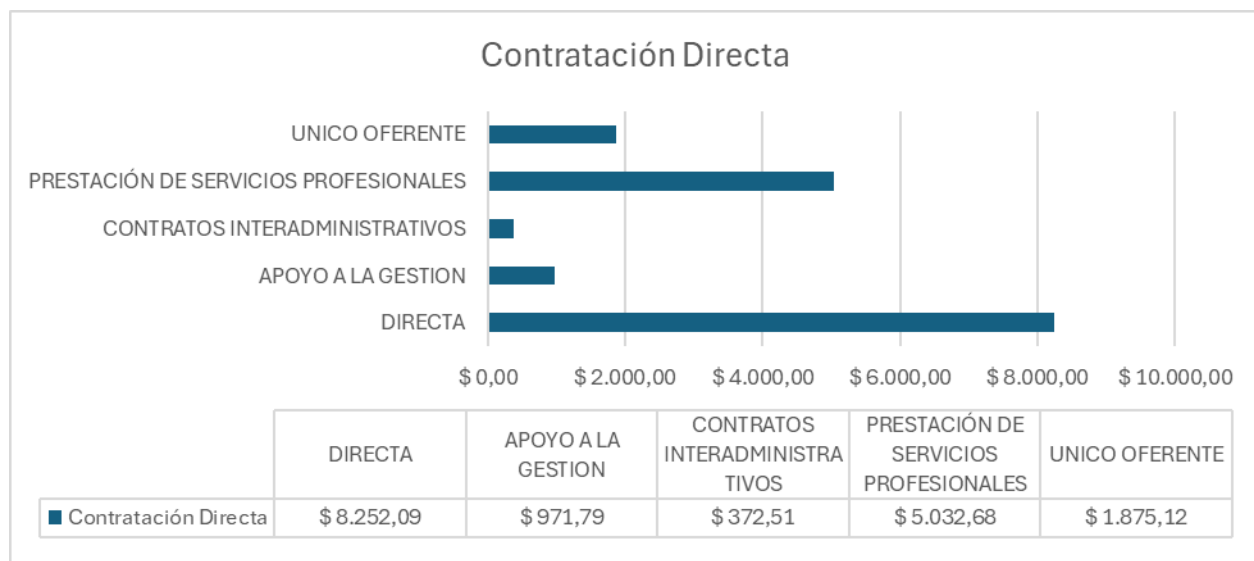 Contratación Directa
UNICO OFERENTE
PRESTACIÓN DE SERVICIOS PROFESIONALES
CONTRATOS INTERADMINISTRATIVOS
APOYO A LA GESTION
DIRECTA
$ 0,00 $ 2.000,00 $ 4.000,00 $ 6.000,00 $ 8.000,00 $ 10.000,00
DIRECTA
APOYO A LA
GESTION
CONTRATOS
INTERADMINISTRA
TIVOS
PRESTACIÓN DE
SERVICIOS
PROFESIONALES
UNICO OFERENTE
Contratación Directa $ 8.252,09 $ 971,79 $ 372,51 $ 5.032,68 $ 1.875,12